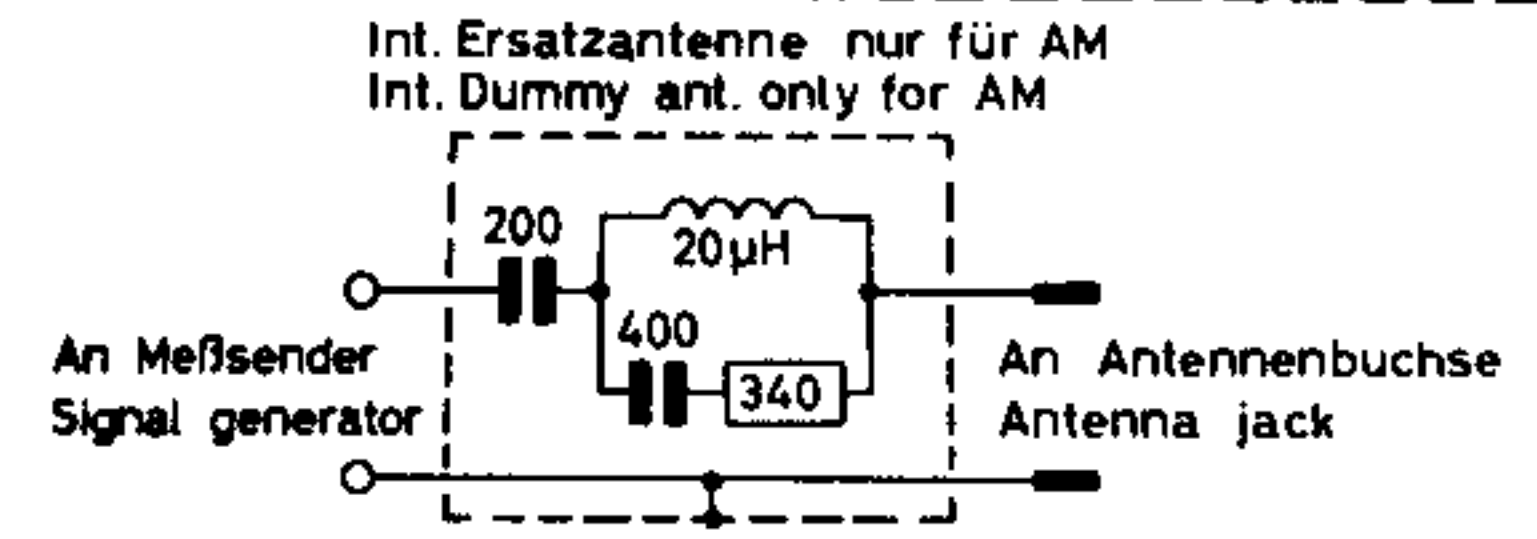 Int. Ersatzantenne nur für AM
Int. Dummy ant. only for AM
200
20µH
400
340
An Meßsender
Signal generator
An Antennenbuchse
Antenna jack